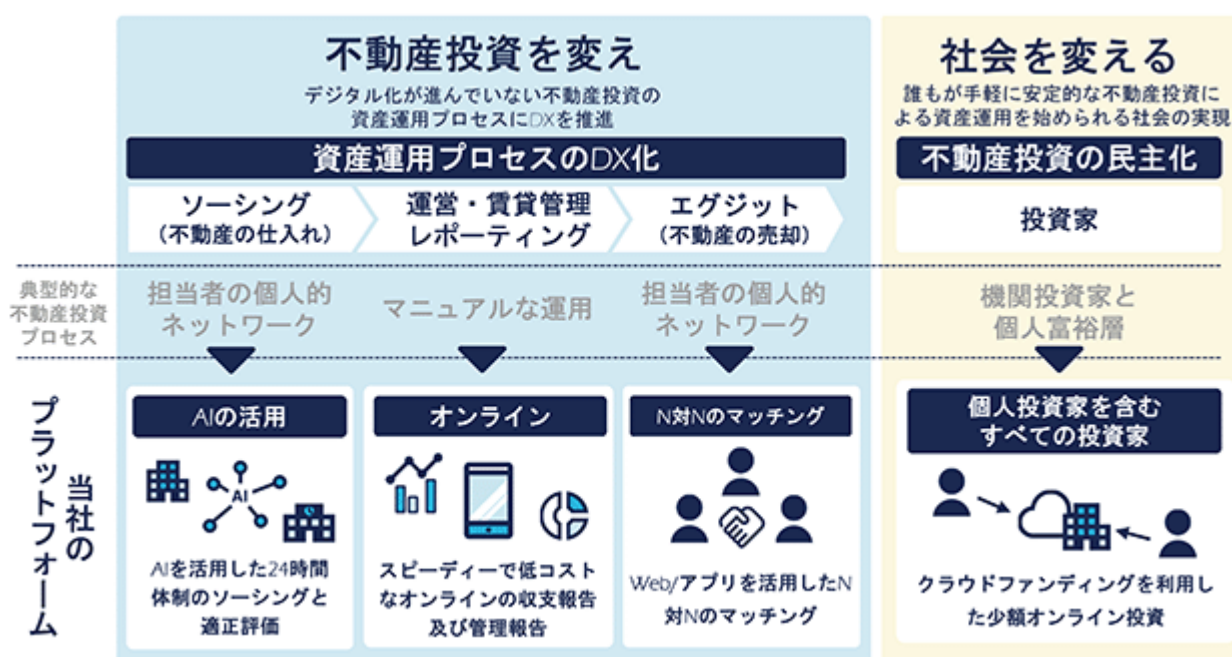 不動産投資を変え
デジタル化が進んでいない不動産投資の
資産運用プロセスにDXを推進
資産運用プロセスのDX化
ソーシング
(不動産の仕入れ)
運営・賃貸管理
レポーティング
エグジット
(不動産の売却)
社会を変える
誰もが手軽に安定的な不動産投資に
よる資産運用を始められる社会の実現
不動産投資の民主化
投資家
典型的な
不動産投資
プロセス
担当者の個人的
ネットワーク
マニュアルな運用
担当者の個人的
ネットワーク
機関投資家と
個人富裕層
当社の
プラットフォーム
AIの活用
AI
AIを活用した24時間
体制のソーシングと
適正評価
オンライン
スピーディーで低コスト
なオンラインの収支報告
及び管理報告
N対Nのマッチング
Web/アプリを活用したN
対Nのマッチング
個人投資家を含む
すべての投資家
クラウドファンディングを利用し
た少額オンライン投資